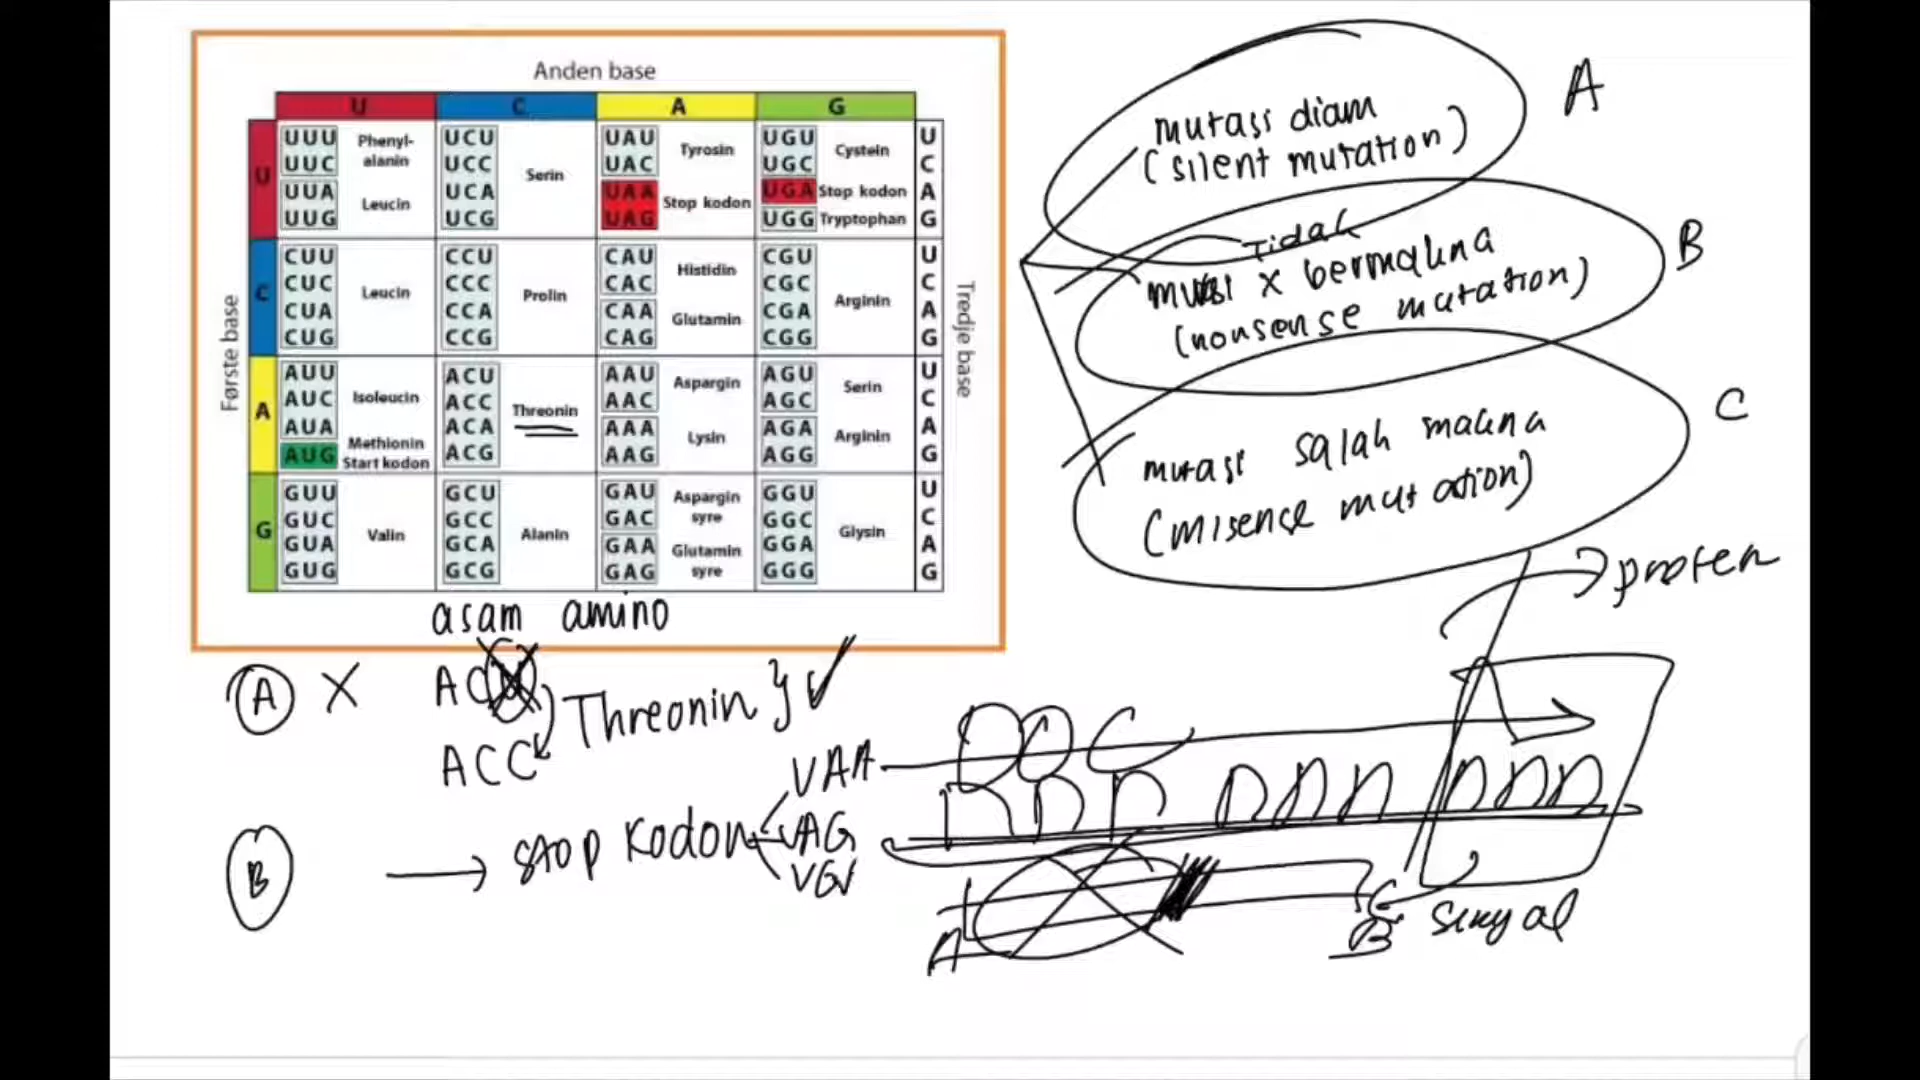 Anden base
U C A G
Første base
U
UUU
UUC
Phenyl-
alanin
UUA
UUG
Leucin
UCU
UCC
UCA
UCG
Serin
UAU
UAC
Tyrosin
UAA
UAG
Stop kodon
UGU
UGC
Cystein
UGA Stop kodon
UGG Tryptophan
U
C
A
G
C
CUU
CUC
CUA
CUG
Leucin
CCU
CCC
CCA
CCG
Prolin
CAU
CAC
Histidin
CAA
CAG
Glutamin
CGU
CGC
CGA
CGG
Arginin
U
C
A
G
A
AUU
AUC
AUA
Isoleucin
AUG
Methionin
Start kodon
ACU
ACC
ACA
ACG
Threonin
AAU
AAC
Aspargin
AAA
AAG
Lysin
AGU
AGC
Serin
AGA
AGG
Arginin
U
C
A
G
G
GUU
GUC
GUA
GUG
Valin
GCU
GCC
GCA
GCG
Alanin
GAU
GAC
Aspargin
syre
GAA
GAG
Glutamin
syre
GGU
GGC
GGA
GGG
Glysin
U
C
A
G
Tredje base
asam amino
mutasi diam
(silent mutation)
A
Tidak
x bermakna
(nonsense mutation)
B
mutasi salah makna
(misense mutation)
C
A X AC
ACC
Threonin
B
stop kodon
UAA
UAG
A
B
sinyal